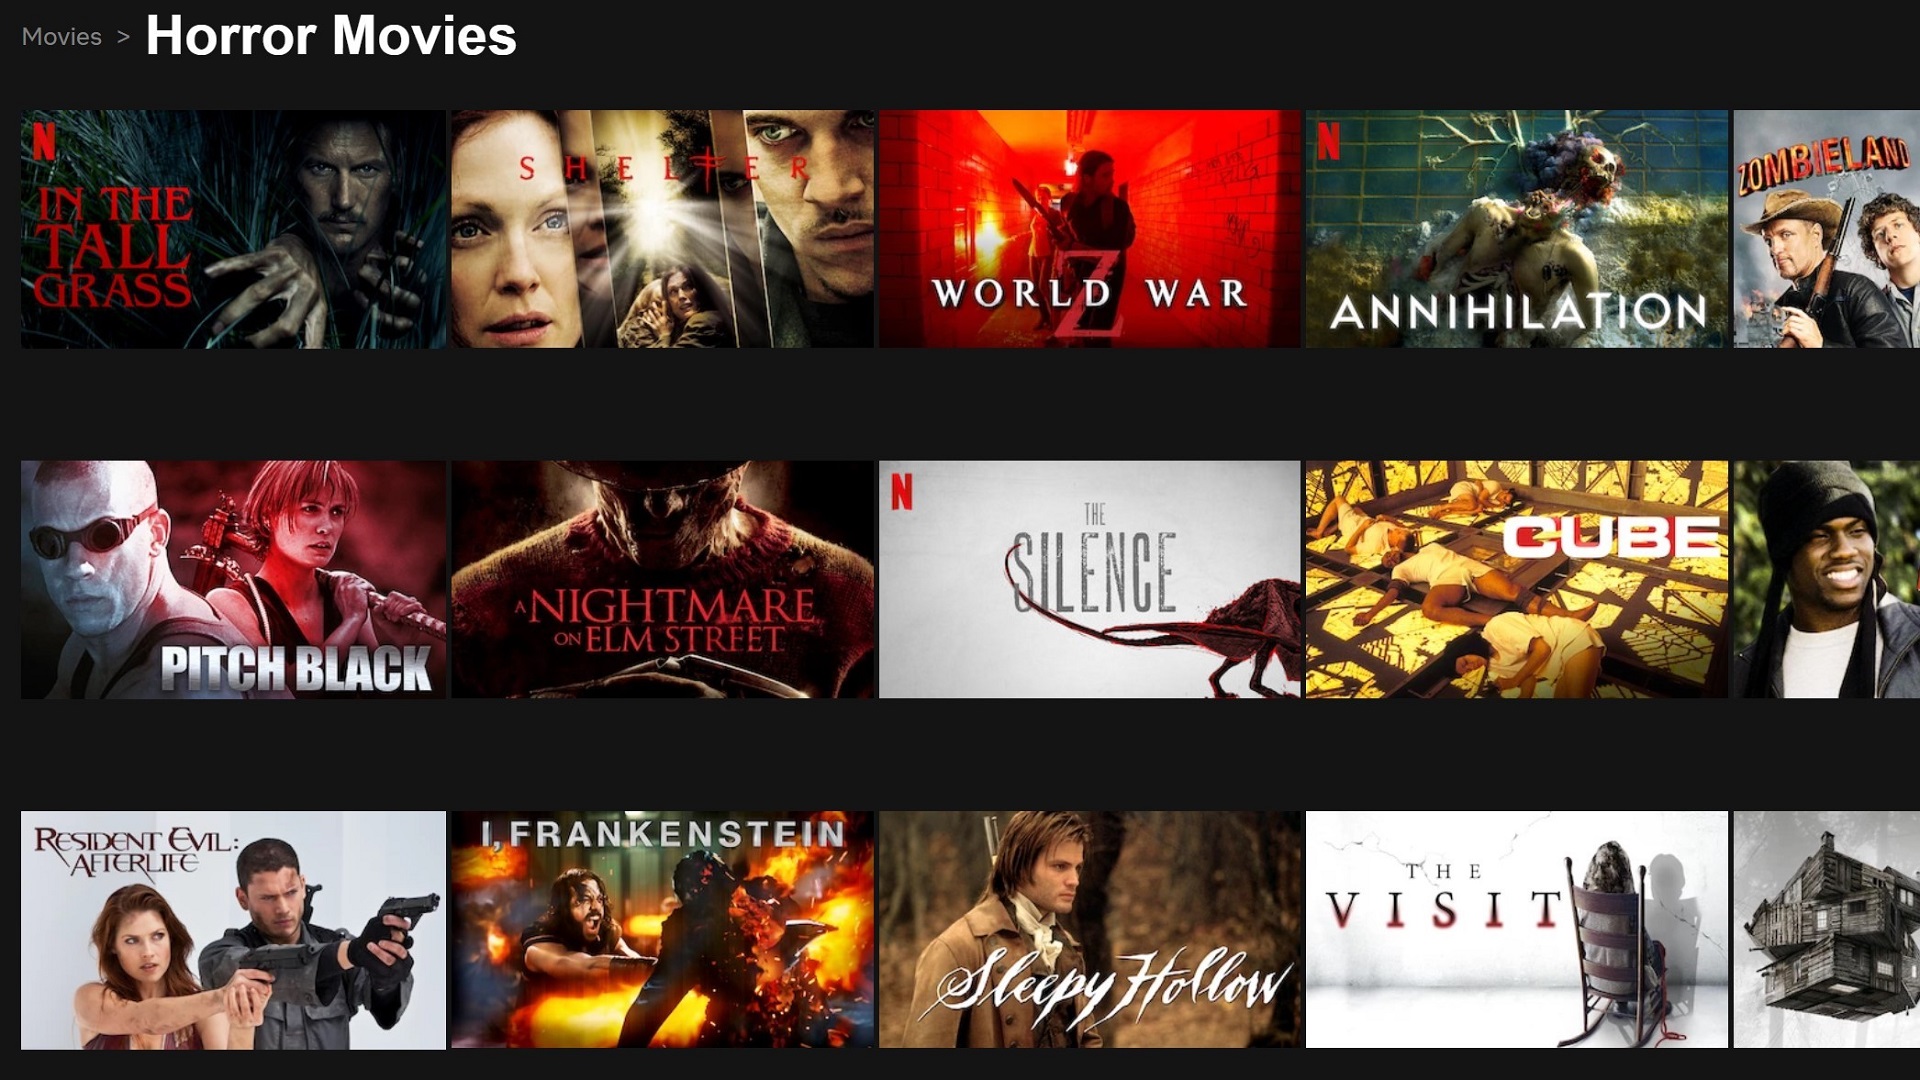 Movies > Horror Movies
N
IN THE
TALL
GRASS
SHELTER
WORLD WAR
Z
N
ANNIHILATION
ZOMBIELAND
PITCH BLACK
A NIGHTMARE
ON ELM STREET
N
THE
SILENCE
CUBE
RESIDENT EVIL:
AFTERLIFE
I, FRANKENSTEIN
Sleepy Hollow
THE
VISIT